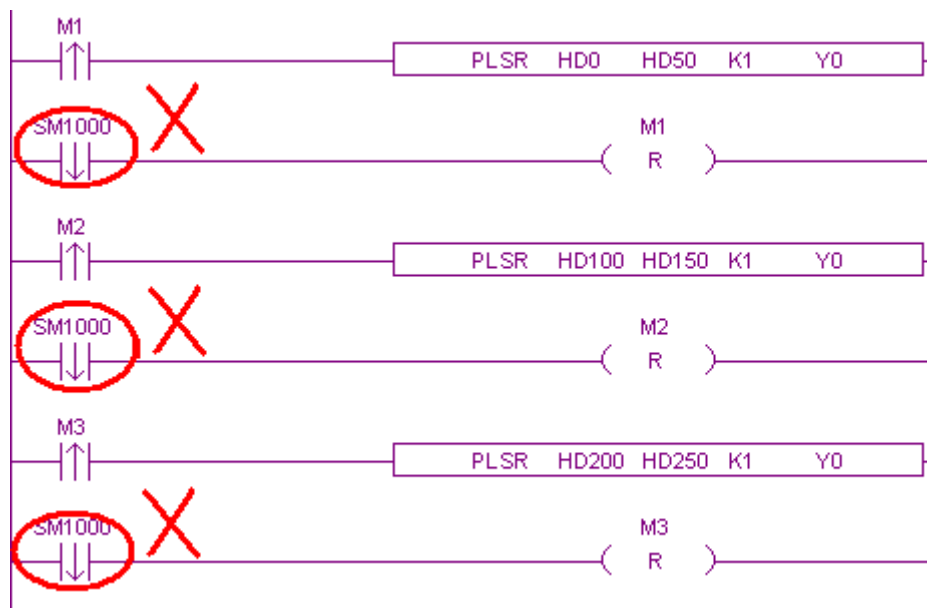 M1
PLSR HD0 HD50 K1 Y0
SM1000 M1
R
M2
PLSR HD100 HD150 K1 Y0
SM1000 M2
R
M3
PLSR HD200 HD250 K1 Y0
SM1000 M3
R